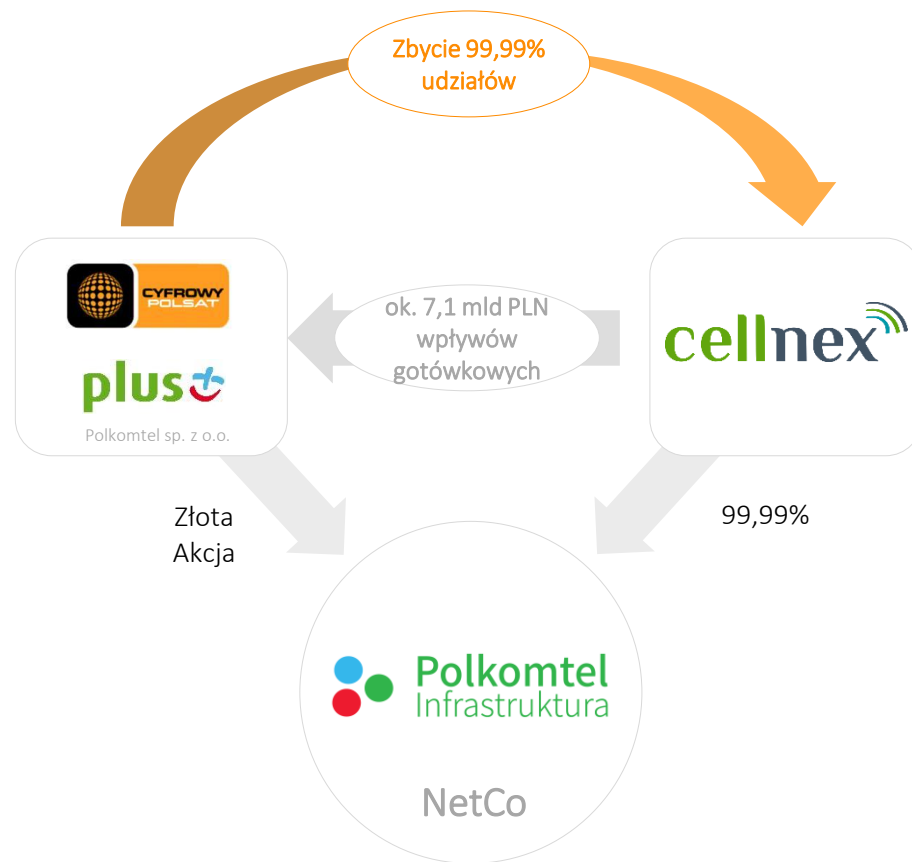 Zbycie 99,99%
udziałów
CYFROWY
POLSAT
plus
Polkomtel sp. z o.o.
ok. 7,1 mld PLN
wpływów
gotówkowych
cellnex
Złota
Akcja
99,99%
Polkomtel
Infrastruktura
NetCo